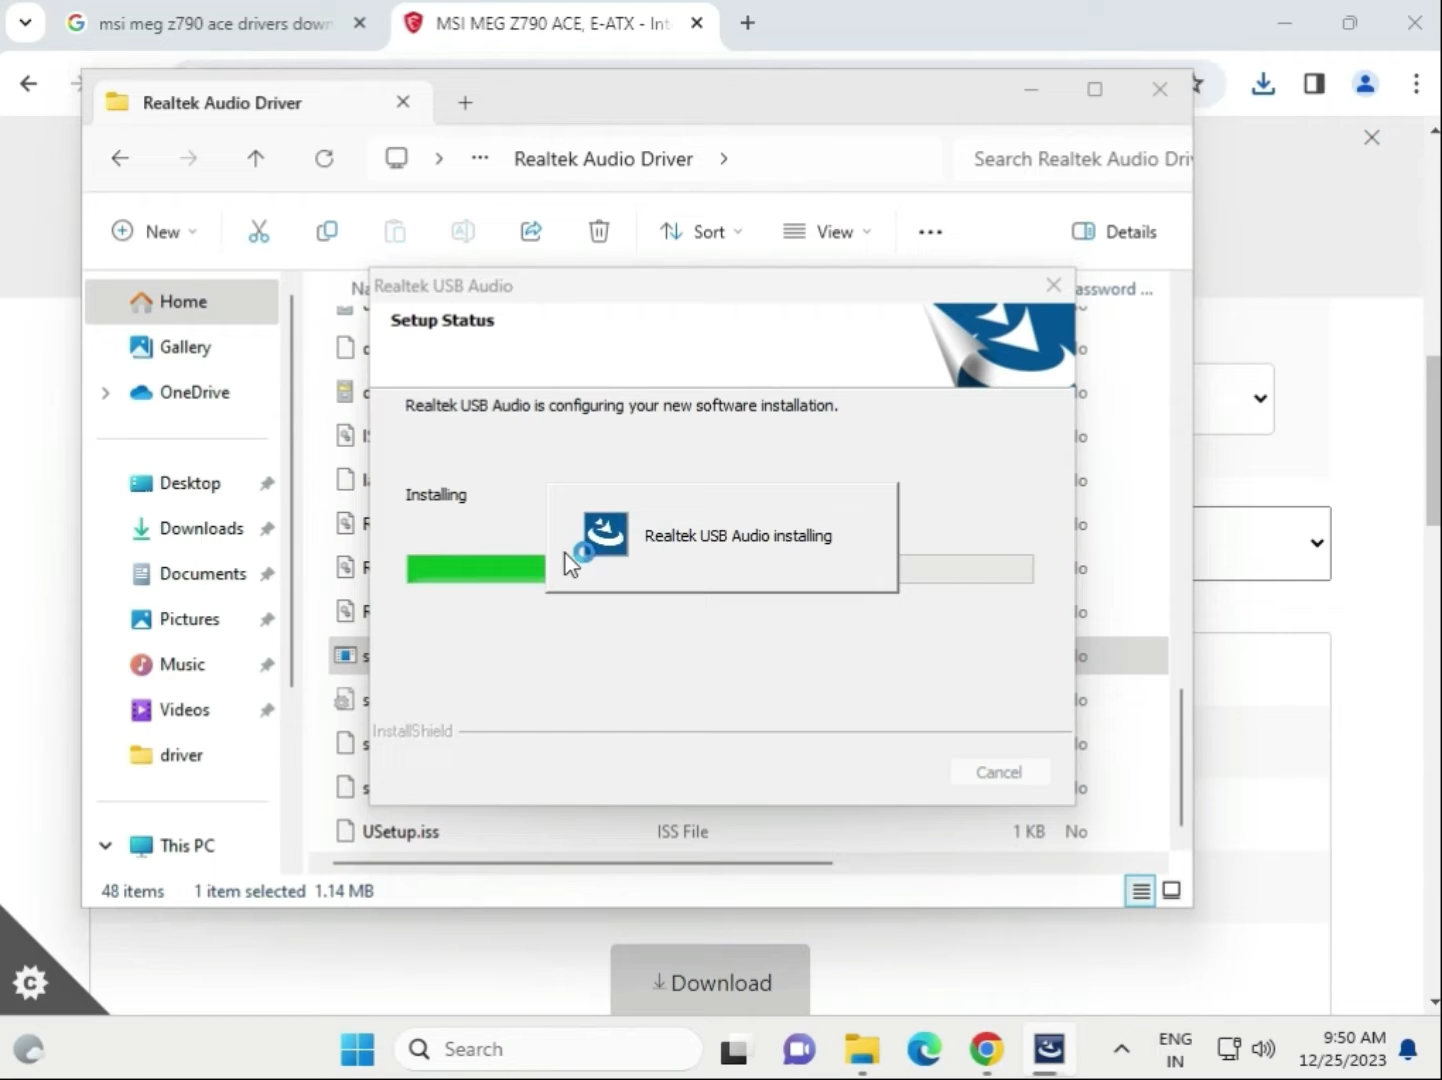 msi meg z790 ace drivers down
MSI MEG Z790 ACE, E-ATX - Int
Realtek Audio Driver
Realtek Audio Driver
Search Realtek Audio Driv
New
Sort
View
Details
Home
Gallery
OneDrive
Desktop
Downloads
Documents
Pictures
Music
Videos
driver
This PC
Na
assword ...
Realtek USB Audio
Setup Status
Realtek USB Audio is configuring your new software installation.
Installing
Realtek USB Audio installing
InstallShield
Cancel
USetup.iss ISS File 1 KB No
48 items 1 item selected 1.14 MB
Download
Search
ENG
IN
9:50 AM
12/25/2023